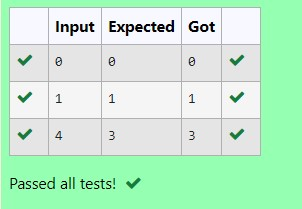 Input Expected Got
✔ 0 0 0 ✔
✔ 1 1 1 ✔
✔ 4 3 3 ✔
Passed all tests! ✔